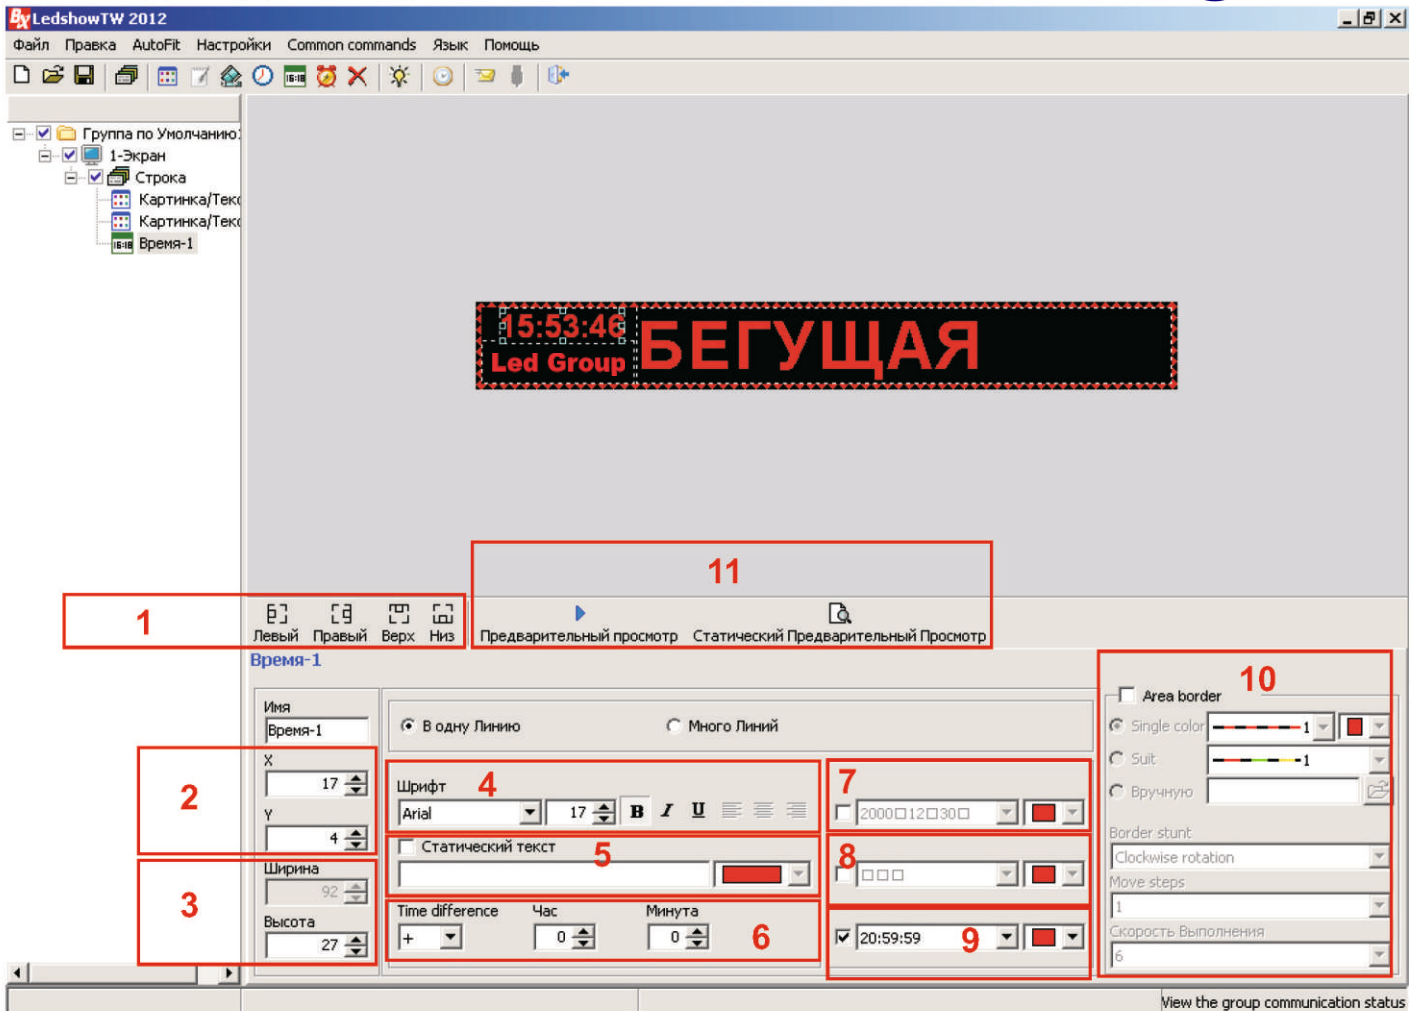 BX LedshowTW 2012
Файл Правка AutoFit Настройки Common commands Язык Помощь
Группа по Умолчанию
1-Экран
Строка
Картинка/Текс
Картинка/Текс
16:18 Время-1
15:53:46
Led Group
БЕГУЩАЯ
11
1
Левый Правый Верх Низ Предварительный просмотр Статический Предварительный Просмотр
Время-1
10
Имя
Время-1
В одну Линию Много Линий
Area border
Single color 1
Suit 1
Вручную
2
X
17
Y
4
4
Шрифт
Arial 17 B I U
7
2000□12□30□
5
Статический текст
8
□□□
Border stunt
Clockwise rotation
Move steps
1
Скорость Выполнения
6
3
Ширина
92
Высота
27
Time difference Час Минута
+ 0 0 6
20:59:59 9
View the group communication status